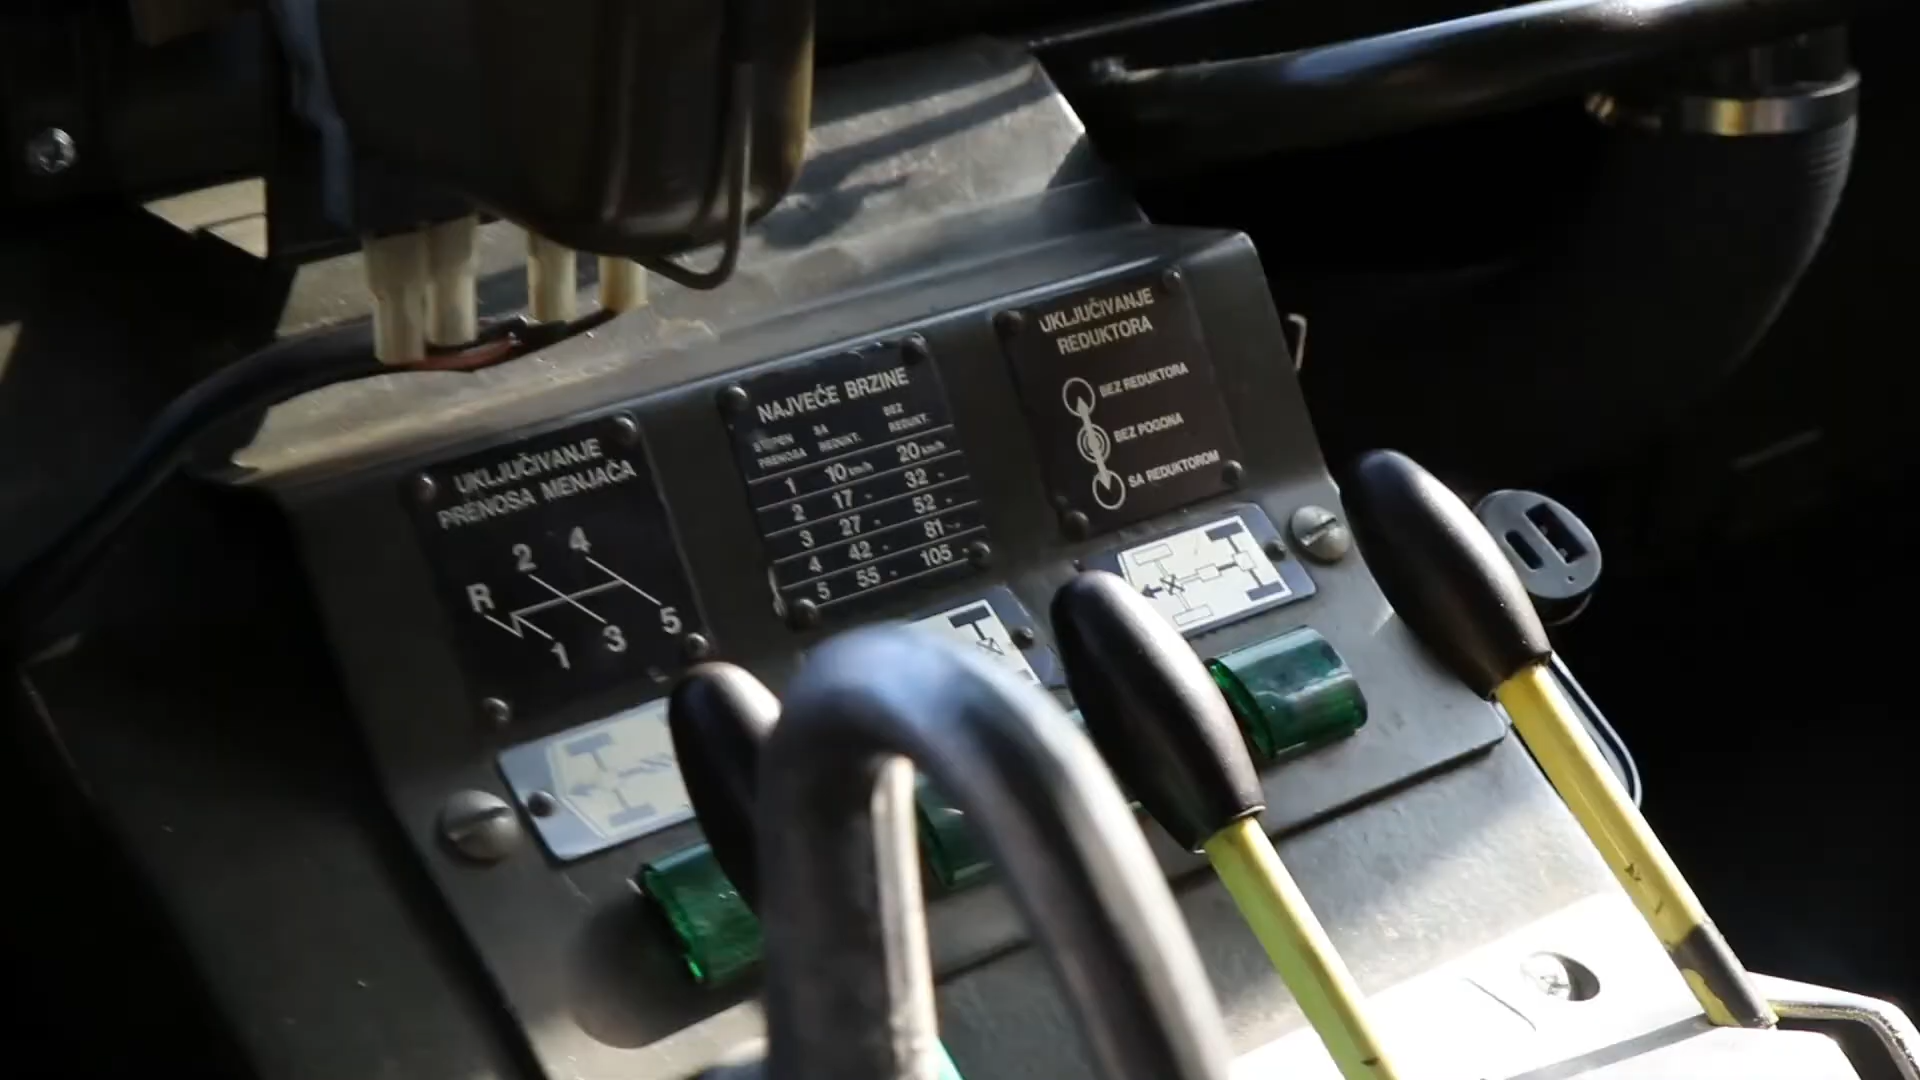 UKLJUČIVANJE
PRENOSA MENJAČA
2 4
R
1 3 5
NAJVEĆE BRZINE
STEPEN PRENOSA SA REDUKT. BEZ REDUKT.
1 10 km/h 20 km/h
2 17 - 32 -
3 27 - 52 -
4 42 - 81 -
5 55 - 105 -
UKLJUČIVANJE
REDUKTORA
BEZ REDUKTORA
BEZ POGONA
SA REDUKTOROM